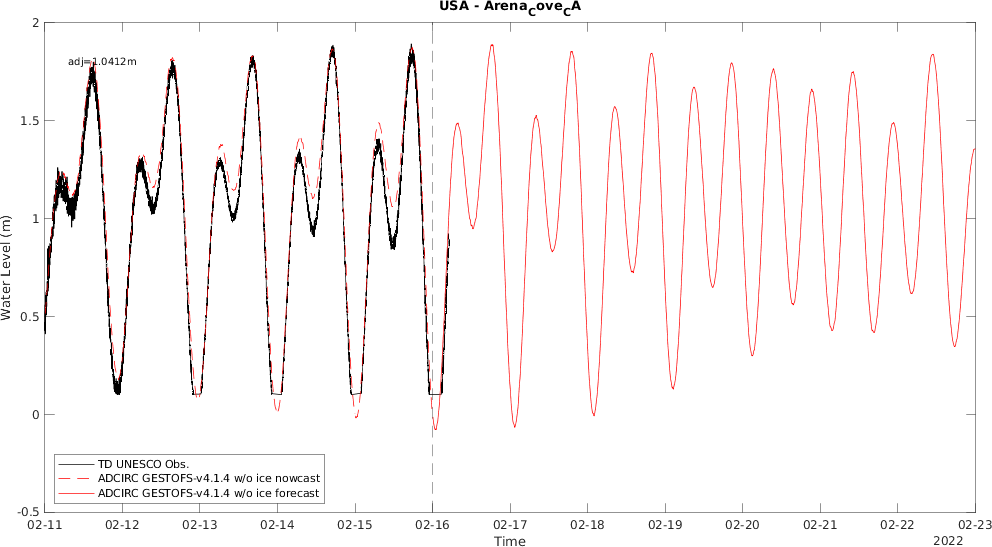 USA - Arena_Cove_CA
adj=1.0412m
2
1.5
1
0.5
0
-0.5
Water Level (m)
TD UNESCO Obs.
ADCIRC GESTOFS-v4.1.4 w/o ice nowcast
ADCIRC GESTOFS-v4.1.4 w/o ice forecast
02-11 02-12 02-13 02-14 02-15 02-16 02-17 02-18 02-19 02-20 02-21 02-22 02-23
Time
2022